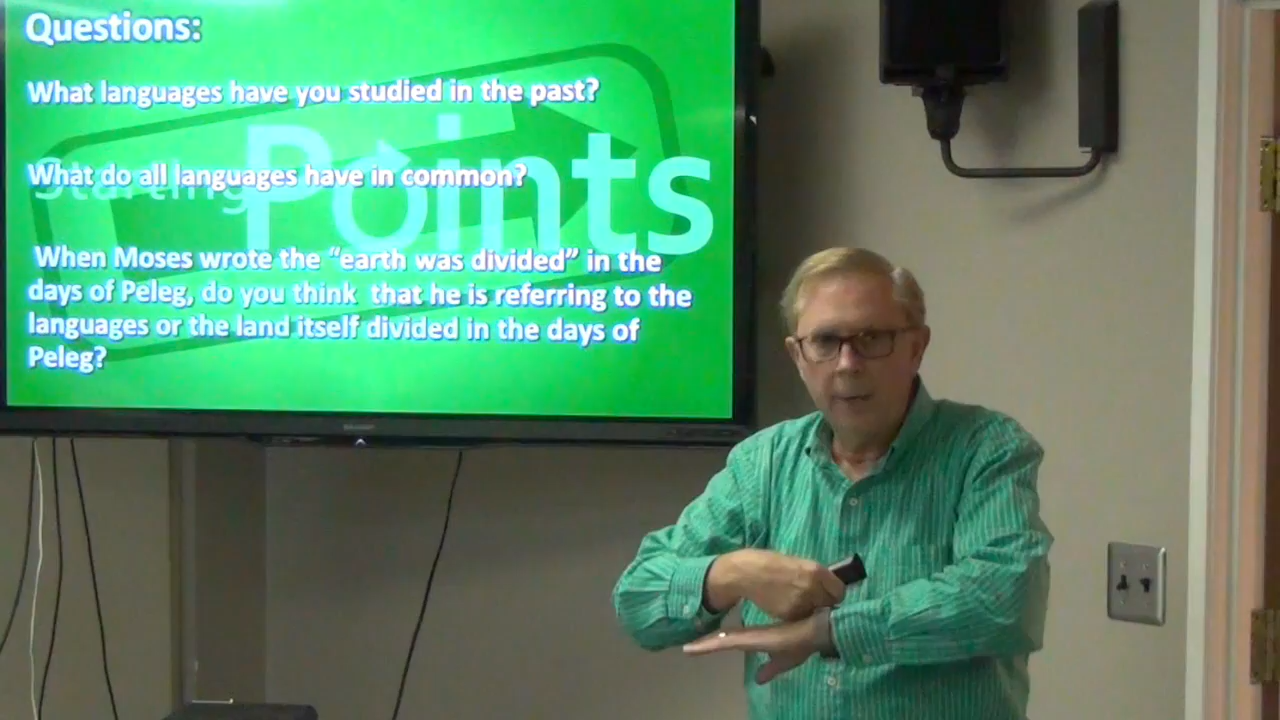 Questions:
What languages have you studied in the past?
Starting Points
What do all languages have in common?
When Moses wrote the “earth was divided” in the
days of Peleg, do you think that he is referring to the
languages or the land itself divided in the days of
Peleg?
SHARP